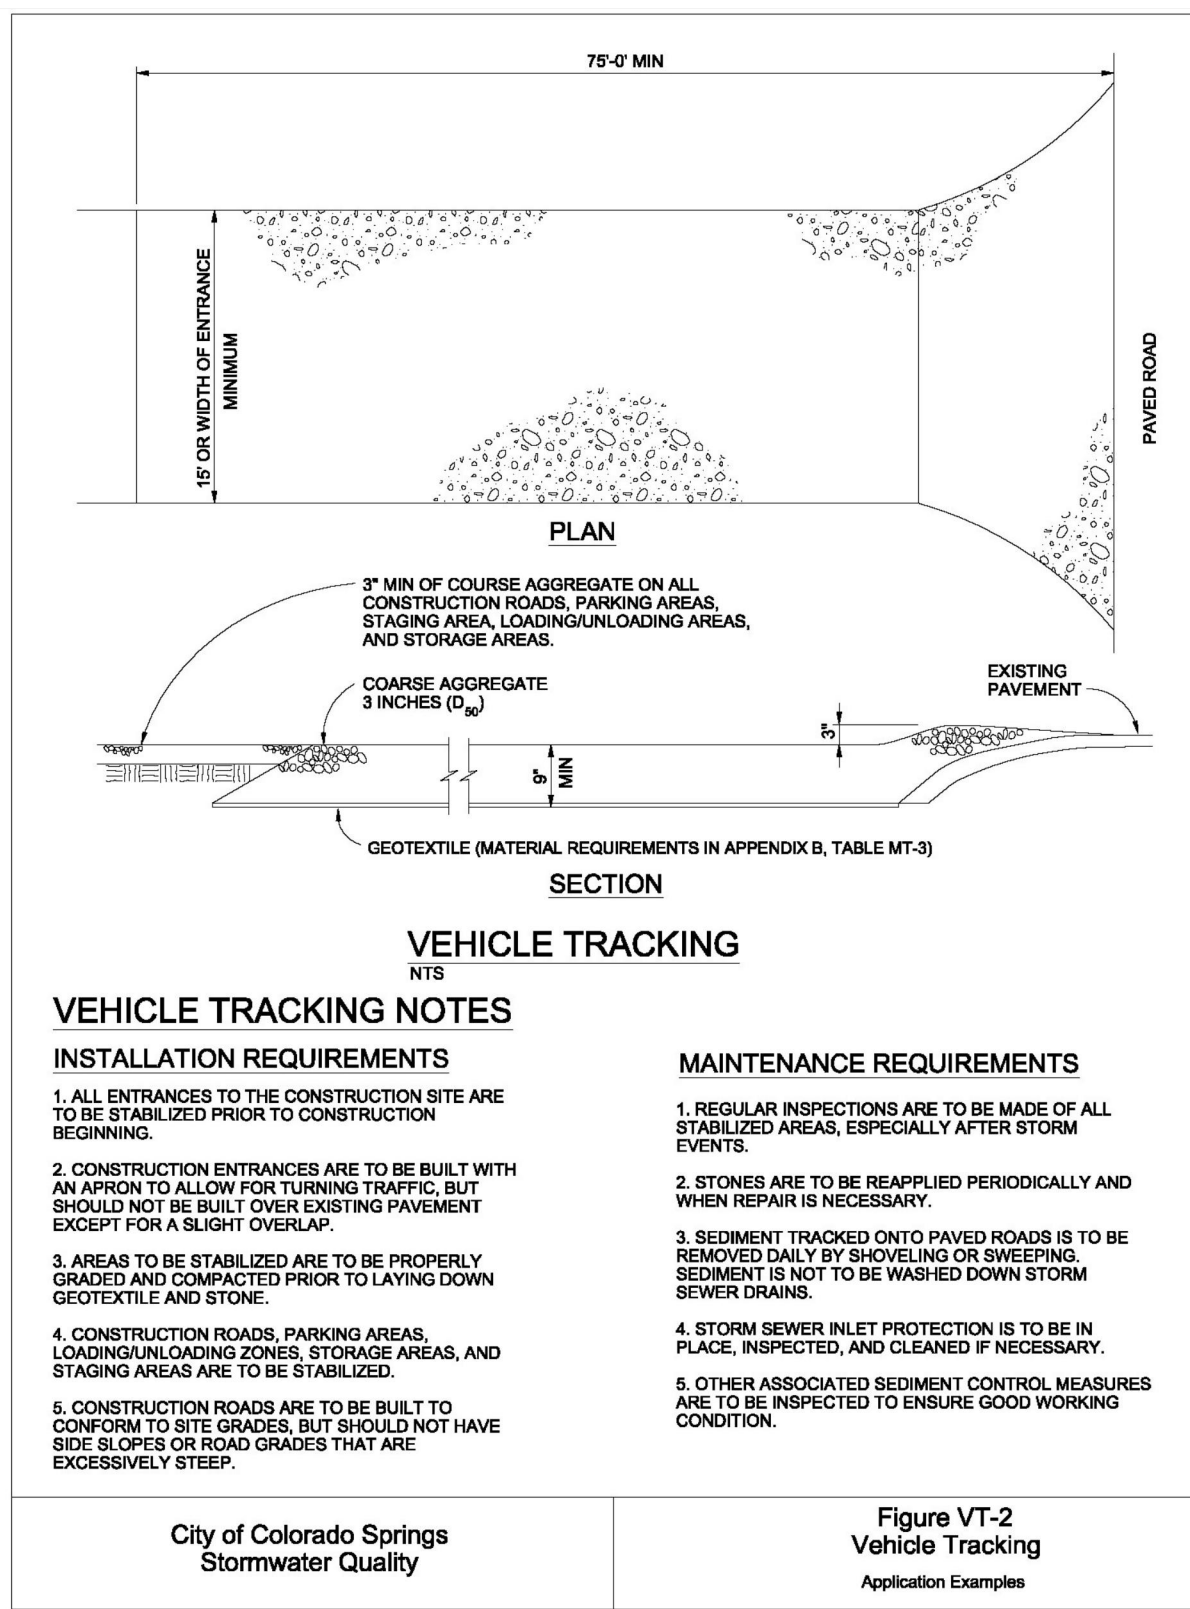 75'-0' MIN
15' OR WIDTH OF ENTRANCE
MINIMUM
PAVED ROAD
PLAN
3" MIN OF COURSE AGGREGATE ON ALL
CONSTRUCTION ROADS, PARKING AREAS,
STAGING AREA, LOADING/UNLOADING AREAS,
AND STORAGE AREAS.
COARSE AGGREGATE
3 INCHES (D50)
EXISTING
PAVEMENT
3"
9"
MIN
GEOTEXTILE (MATERIAL REQUIREMENTS IN APPENDIX B, TABLE MT-3)
SECTION
VEHICLE TRACKING
NTS
VEHICLE TRACKING NOTES
INSTALLATION REQUIREMENTS
1. ALL ENTRANCES TO THE CONSTRUCTION SITE ARE
TO BE STABILIZED PRIOR TO CONSTRUCTION
BEGINNING.
2. CONSTRUCTION ENTRANCES ARE TO BE BUILT WITH
AN APRON TO ALLOW FOR TURNING TRAFFIC, BUT
SHOULD NOT BE BUILT OVER EXISTING PAVEMENT
EXCEPT FOR A SLIGHT OVERLAP.
3. AREAS TO BE STABILIZED ARE TO BE PROPERLY
GRADED AND COMPACTED PRIOR TO LAYING DOWN
GEOTEXTILE AND STONE.
4. CONSTRUCTION ROADS, PARKING AREAS,
LOADING/UNLOADING ZONES, STORAGE AREAS, AND
STAGING AREAS ARE TO BE STABILIZED.
5. CONSTRUCTION ROADS ARE TO BE BUILT TO
CONFORM TO SITE GRADES, BUT SHOULD NOT HAVE
SIDE SLOPES OR ROAD GRADES THAT ARE
EXCESSIVELY STEEP.
MAINTENANCE REQUIREMENTS
1. REGULAR INSPECTIONS ARE TO BE MADE OF ALL
STABILIZED AREAS, ESPECIALLY AFTER STORM
EVENTS.
2. STONES ARE TO BE REAPPLIED PERIODICALLY AND
WHEN REPAIR IS NECESSARY.
3. SEDIMENT TRACKED ONTO PAVED ROADS IS TO BE
REMOVED DAILY BY SHOVELING OR SWEEPING.
SEDIMENT IS NOT TO BE WASHED DOWN STORM
SEWER DRAINS.
4. STORM SEWER INLET PROTECTION IS TO BE IN
PLACE, INSPECTED, AND CLEANED IF NECESSARY.
5. OTHER ASSOCIATED SEDIMENT CONTROL MEASURES
ARE TO BE INSPECTED TO ENSURE GOOD WORKING
CONDITION.
City of Colorado Springs
Stormwater Quality
Figure VT-2
Vehicle Tracking
Application Examples